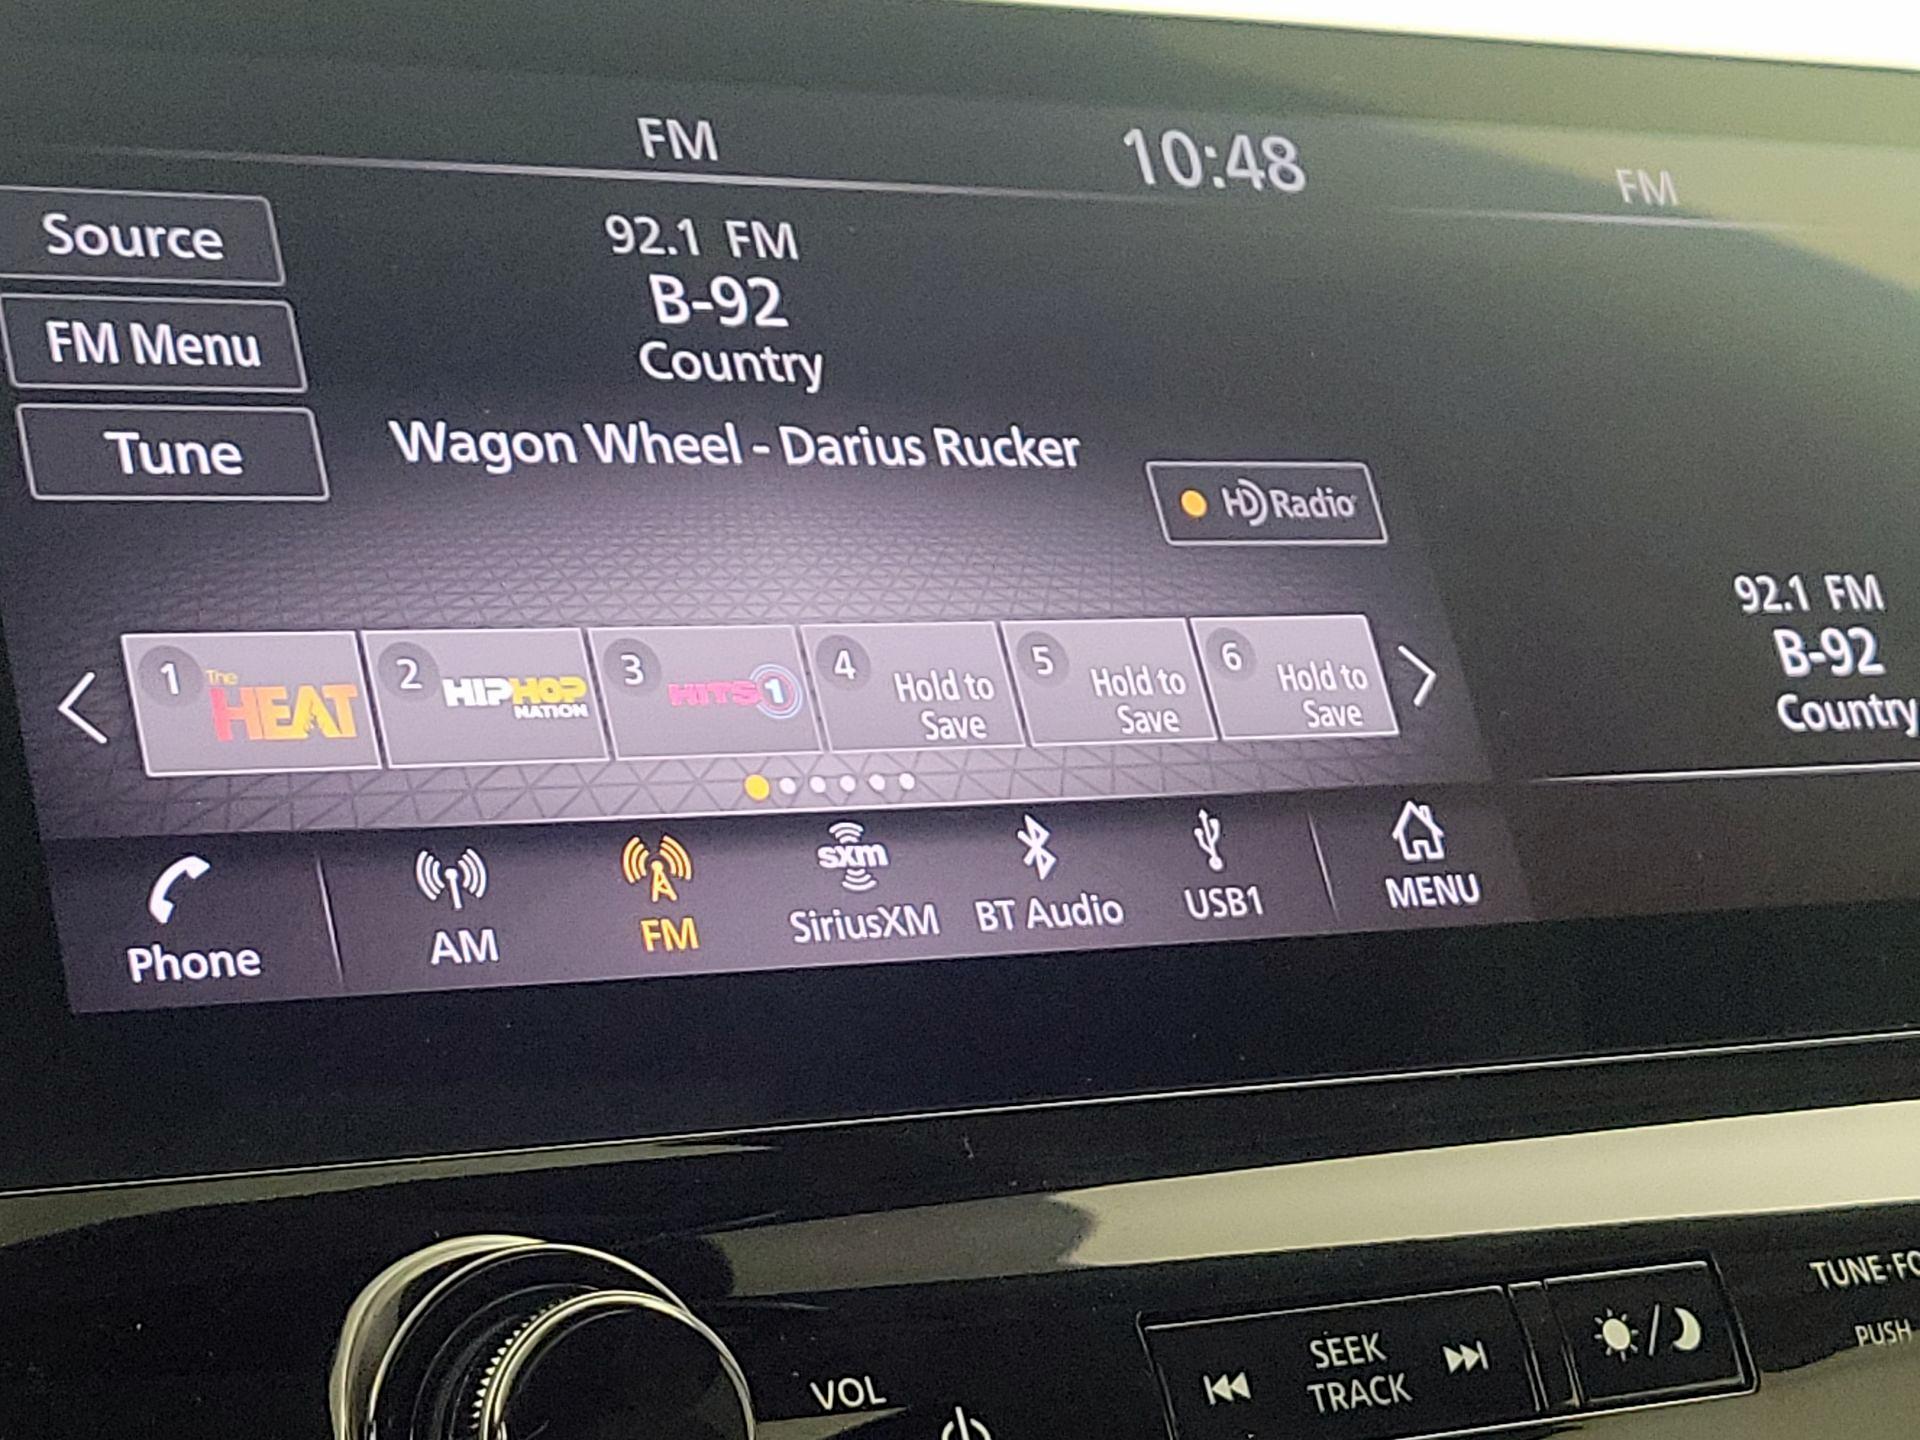 FM
10:48
FM
Source
92.1 FM
B-92
Country
FM Menu
Tune
Wagon Wheel - Darius Rucker
HD Radio
92.1 FM
B-92
Country
1 The HEAT
2 HIPHOP NATION
3 HITS 1
4 Hold to Save
5 Hold to Save
6 Hold to Save
Phone
AM
FM
sxm
SiriusXM
BT Audio
USB1
MENU
VOL
SEEK
TRACK
TUNE·FO
PUSH